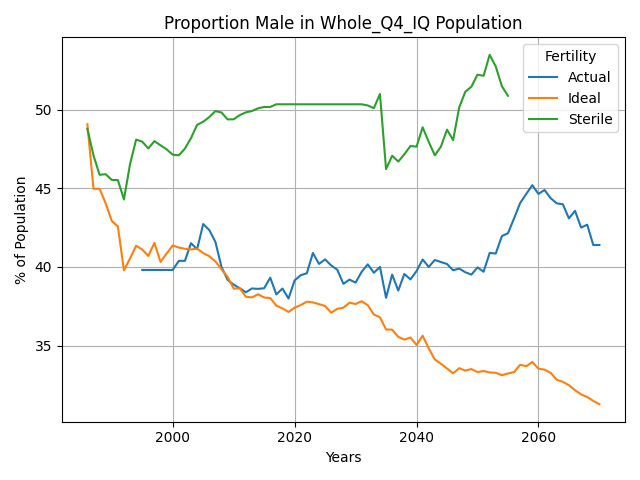 Proportion Male in Whole_Q4_IQ Population
Fertility
Actual
Ideal
Sterile
% of Population
50
45
40
35
2000
2020
2040
2060
Years